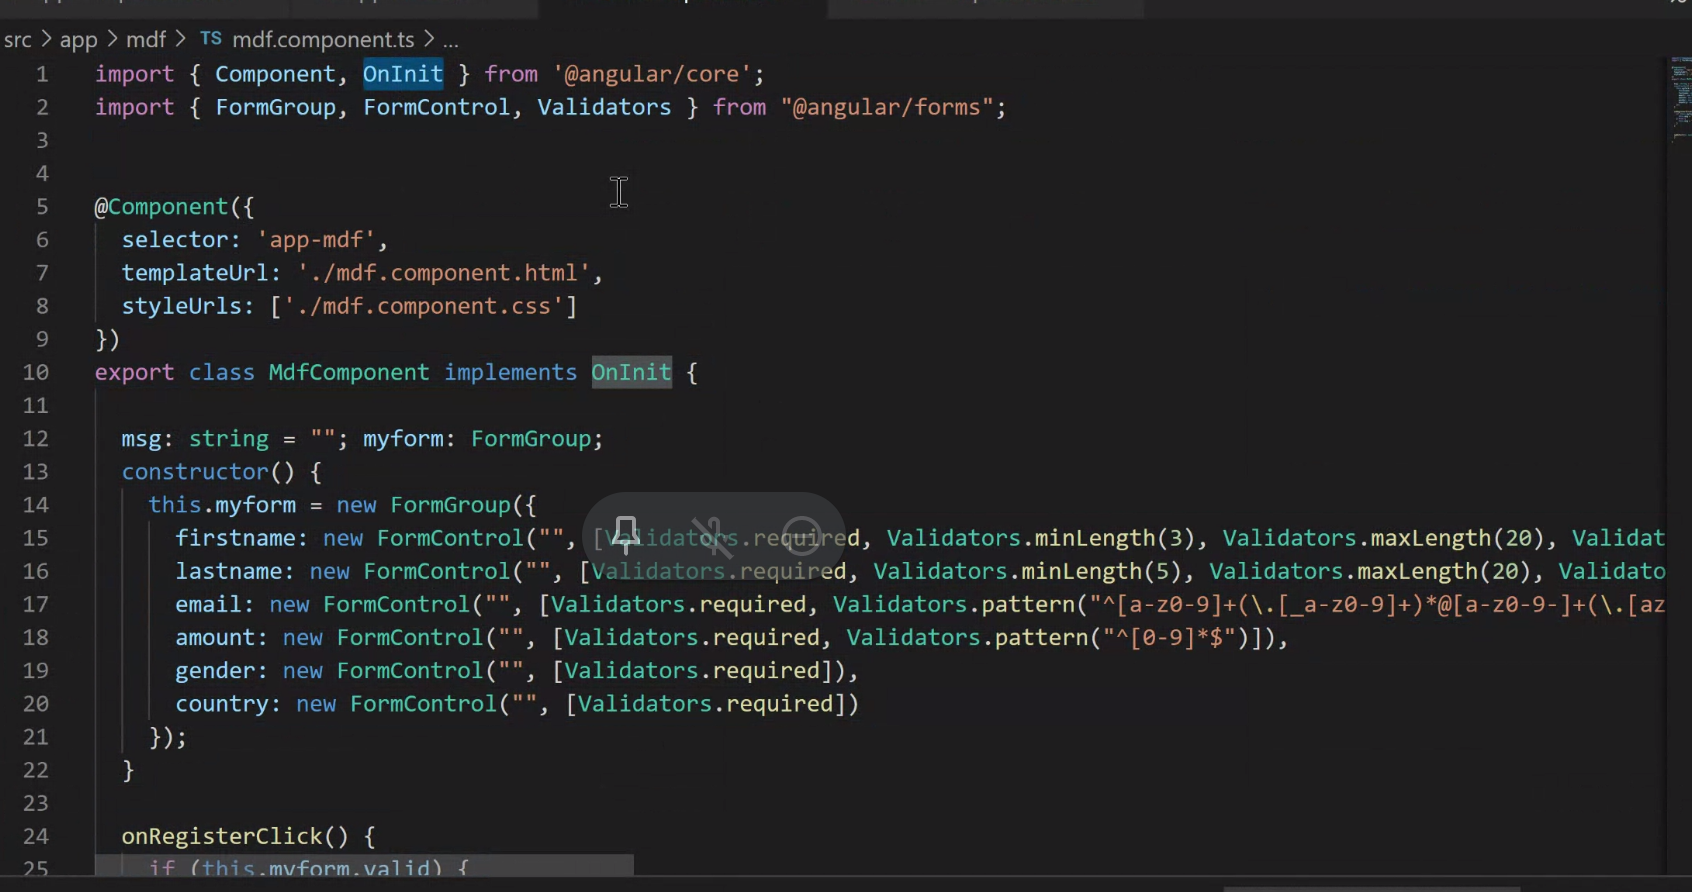 src > app > mdf > TS mdf.component.ts > ...
1 import { Component, OnInit } from '@angular/core';
2 import { FormGroup, FormControl, Validators } from "@angular/forms";
3
4
5 @Component({
6 selector: 'app-mdf',
7 templateUrl: './mdf.component.html',
8 styleUrls: ['./mdf.component.css']
9 })
10 export class MdfComponent implements OnInit {
11
12 msg: string = ""; myform: FormGroup;
13 constructor() {
14 this.myform = new FormGroup({
15 firstname: new FormControl("", [Validators.required, Validators.minLength(3), Validators.maxLength(20), Validat
16 lastname: new FormControl("", [Validators.required, Validators.minLength(5), Validators.maxLength(20), Validato
17 email: new FormControl("", [Validators.required, Validators.pattern("^[a-z0-9]+(\.[_a-z0-9]+)*@[a-z0-9-]+(\.[az
18 amount: new FormControl("", [Validators.required, Validators.pattern("^[0-9]*$")]),
19 gender: new FormControl("", [Validators.required]),
20 country: new FormControl("", [Validators.required])
21 });
22 }
23
24 onRegisterClick() {
25 if (this.myform.valid) {